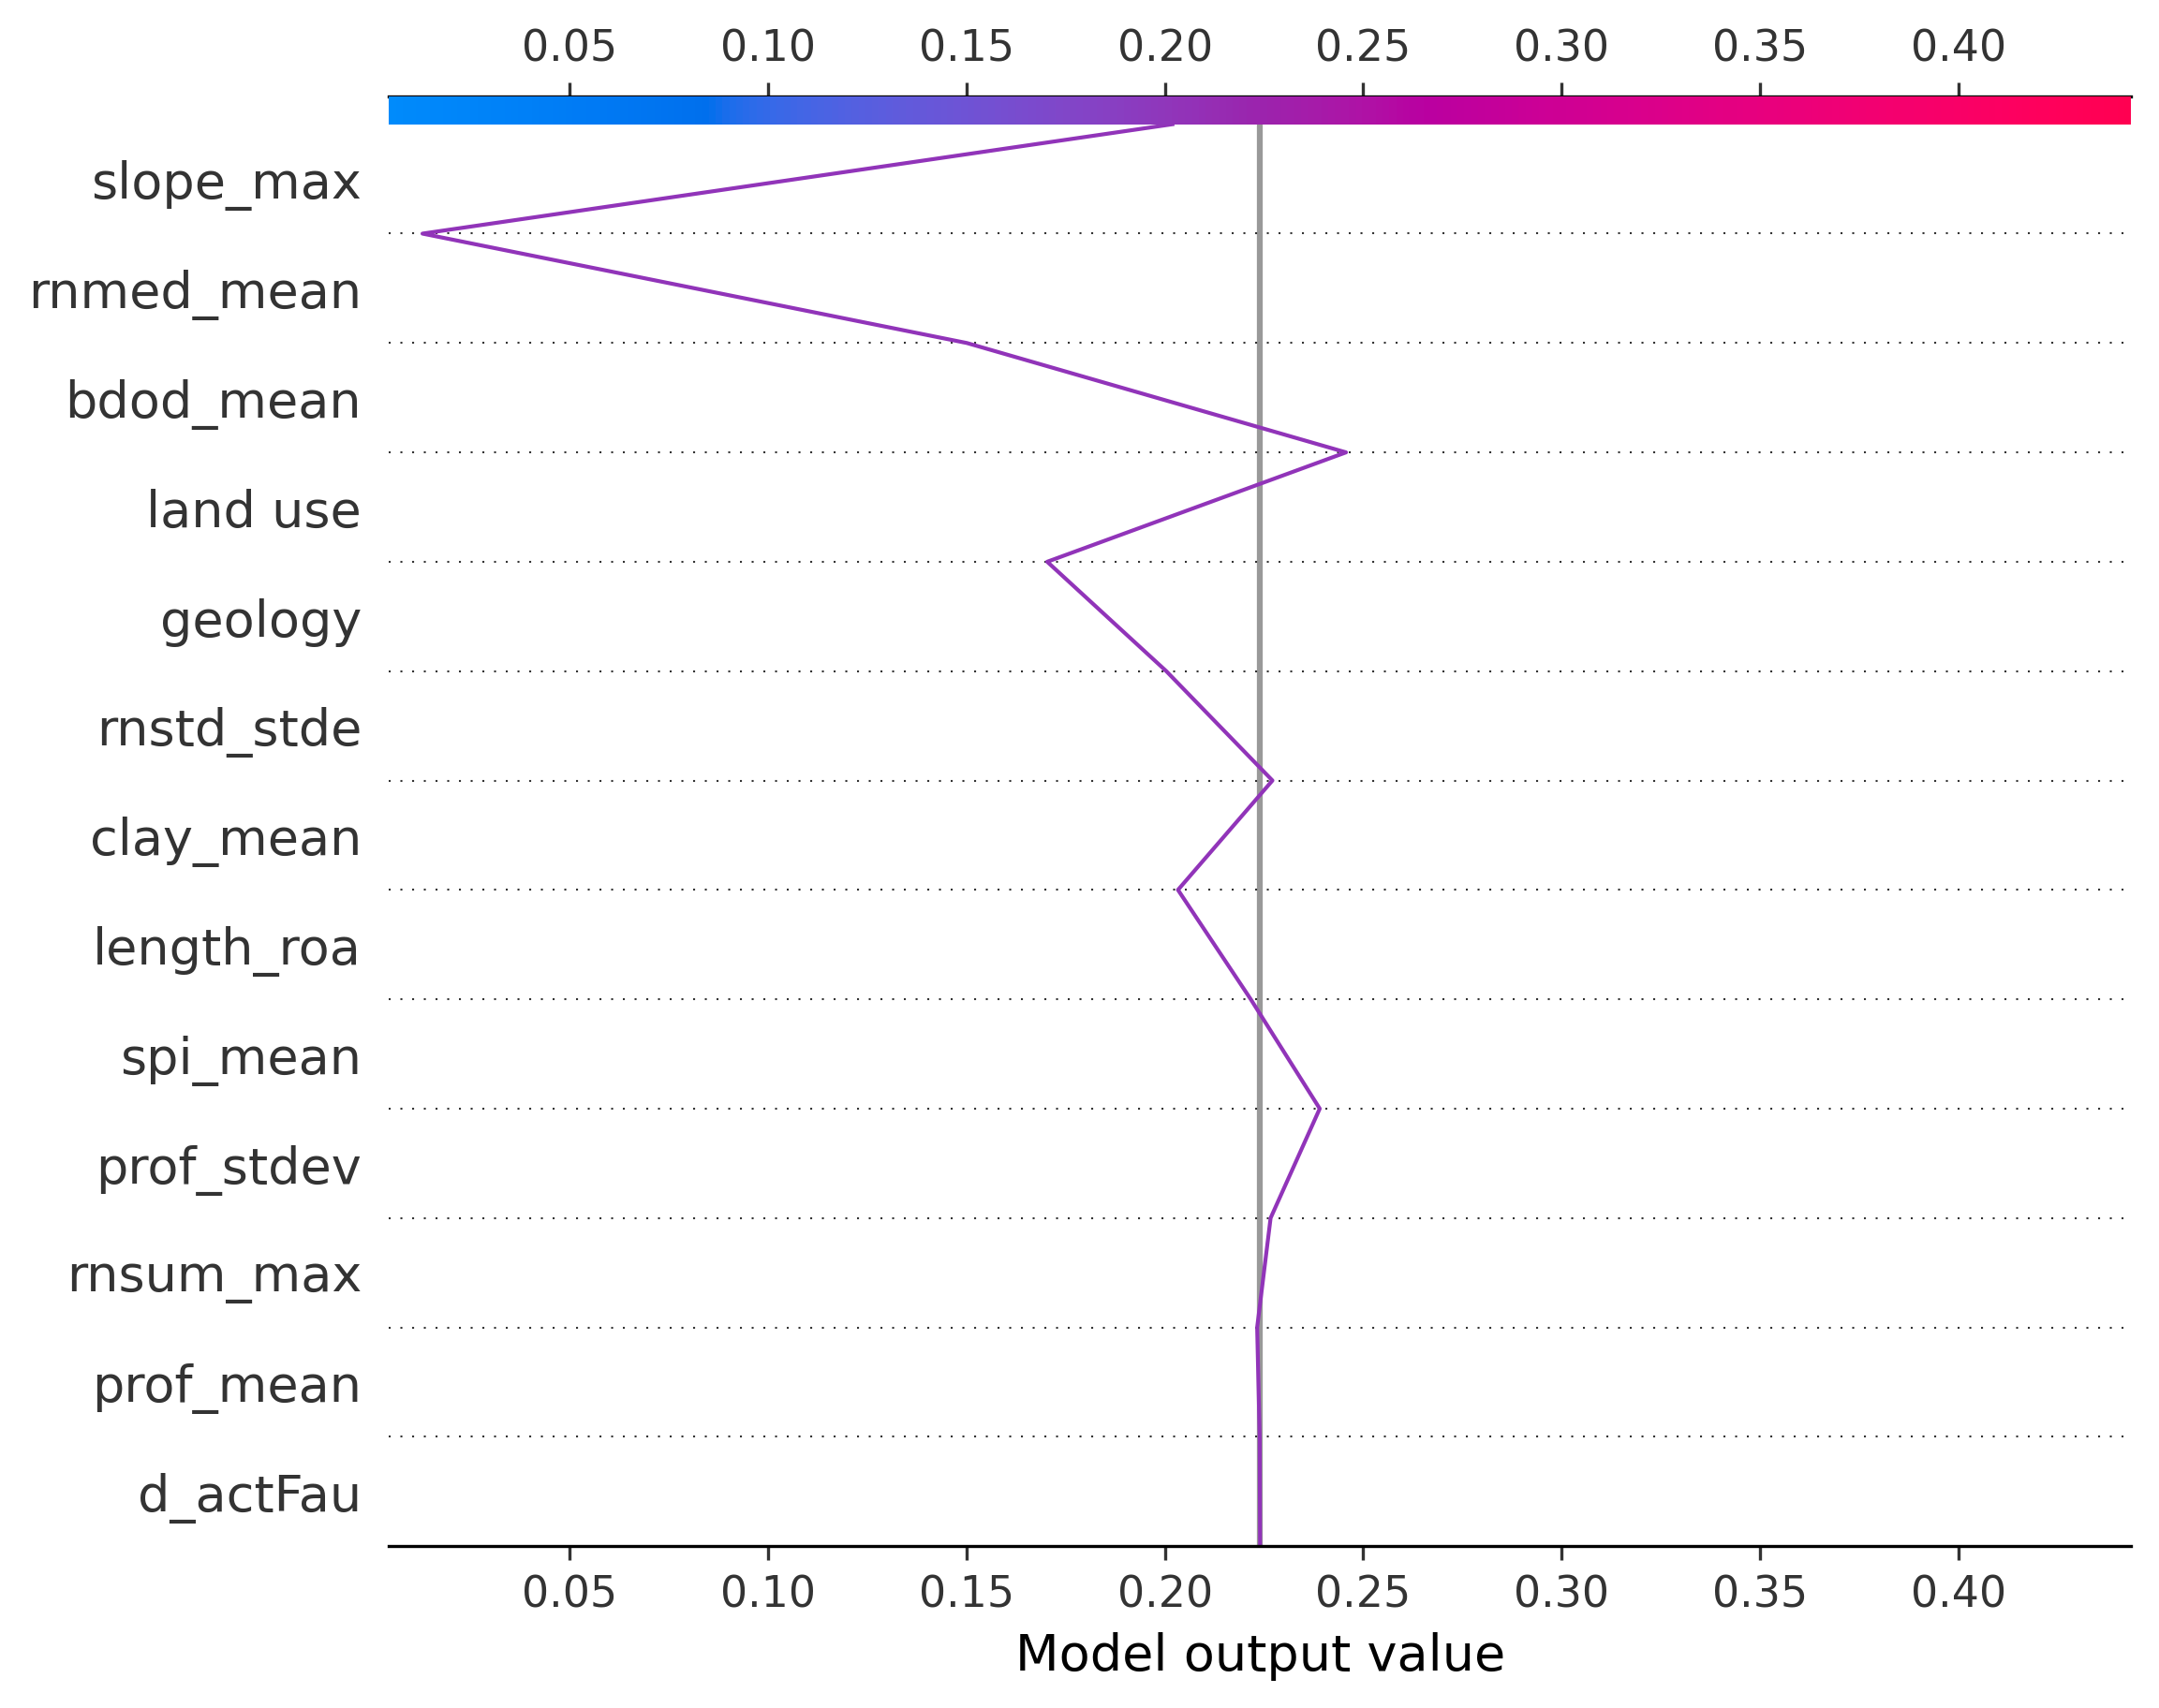 0.05 0.10 0.15 0.20 0.25 0.30 0.35 0.40
slope_max
rnmed_mean
bdod_mean
land use
geology
rnstd_stde
clay_mean
length_roa
spi_mean
prof_stdev
rnsum_max
prof_mean
d_actFau
0.05 0.10 0.15 0.20 0.25 0.30 0.35 0.40
Model output value